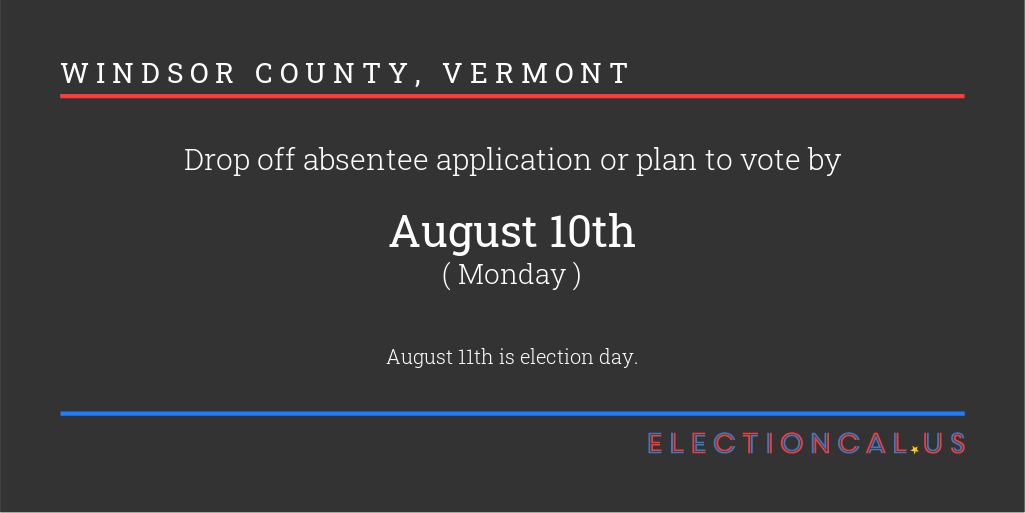 WINDSOR COUNTY, VERMONT
Drop off absentee application or plan to vote by
August 10th
( Monday )
August 11th is election day.
ELECTIONCAL.US